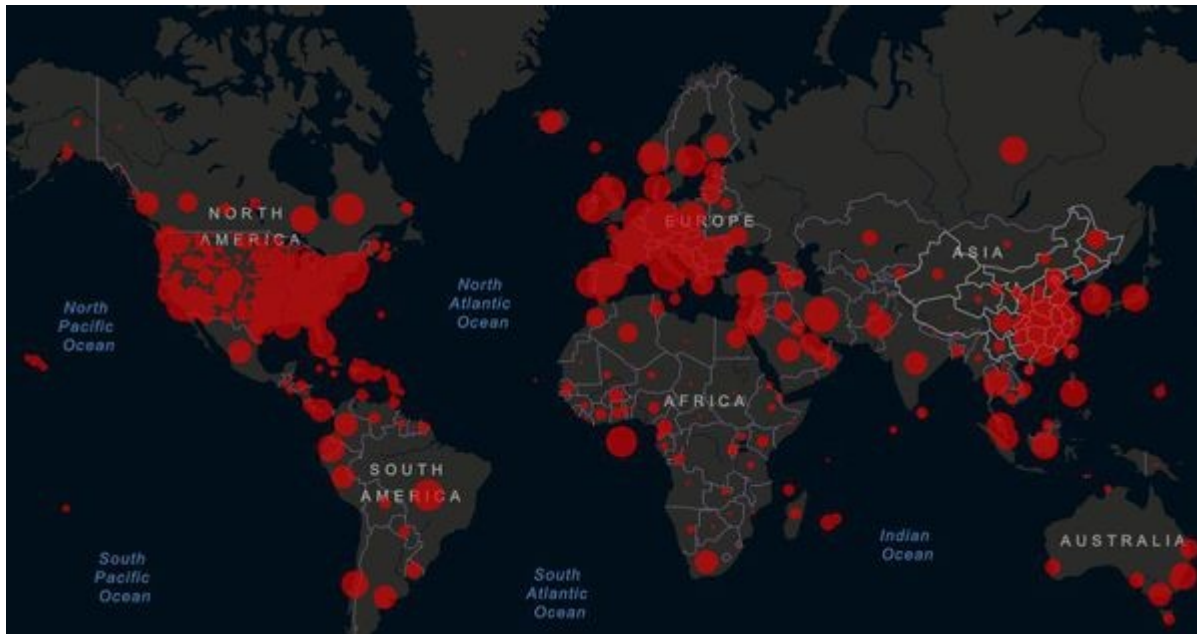 NORTH
AMERICA
EUROPE
ASIA
North
Pacific
Ocean
North
Atlantic
Ocean
AFRICA
SOUTH
AMERICA
South
Pacific
Ocean
South
Atlantic
Ocean
Indian
Ocean
AUSTRALIA